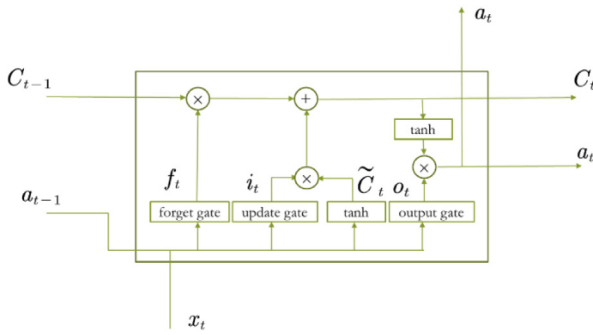 a_t
C_{t-1}
C_t
×
+
tanh
×
×
a_t
f_t
i_t
C̃_t
o_t
a_{t-1}
forget gate
update gate
tanh
output gate
x_t